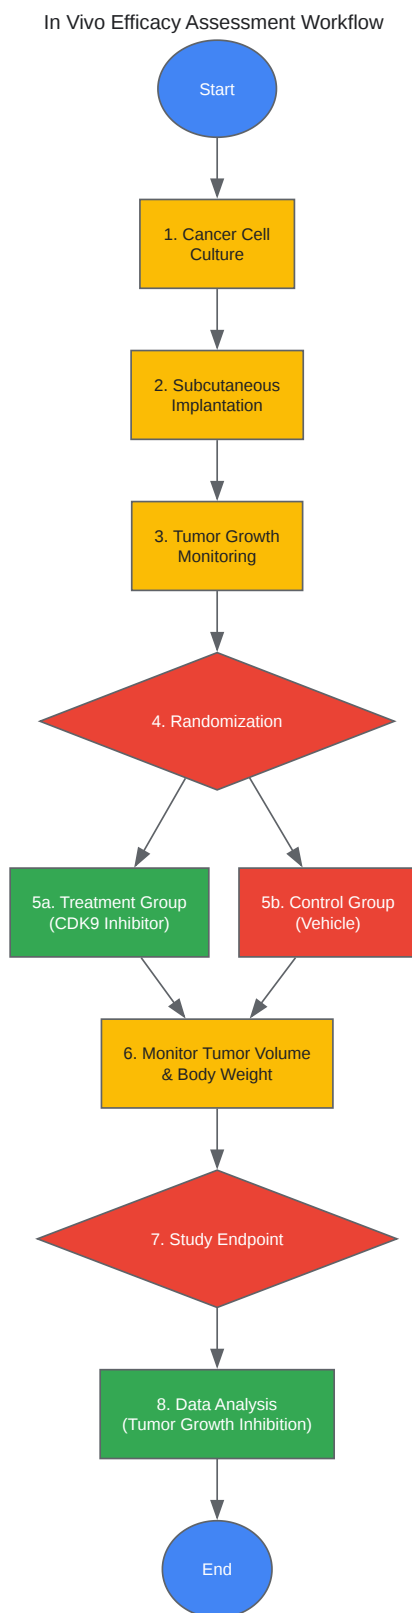 In Vivo Efficacy Assessment Workflow
Start
1. Cancer Cell
Culture
2. Subcutaneous
Implantation
3. Tumor Growth
Monitoring
4. Randomization
5a. Treatment Group
(CDK9 Inhibitor)
5b. Control Group
(Vehicle)
6. Monitor Tumor Volume
& Body Weight
7. Study Endpoint
8. Data Analysis
(Tumor Growth Inhibition)
End